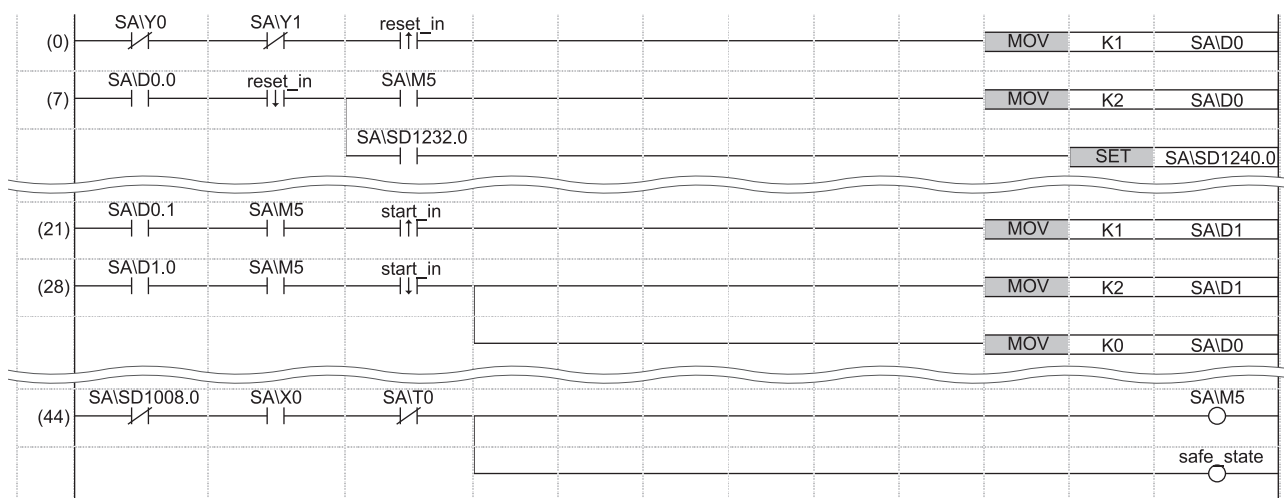 SA\Y0 SA\Y1 reset_in
(0) MOV K1 SA\D0
SA\D0.0 reset_in SA\M5
(7) MOV K2 SA\D0
SA\SD1232.0
SET SA\SD1240.0
SA\D0.1 SA\M5 start_in
(21) MOV K1 SA\D1
SA\D1.0 SA\M5 start_in
(28) MOV K2 SA\D1
MOV K0 SA\D0
SA\SD1008.0 SA\X0 SA\T0 SA\M5
(44)
safe_state